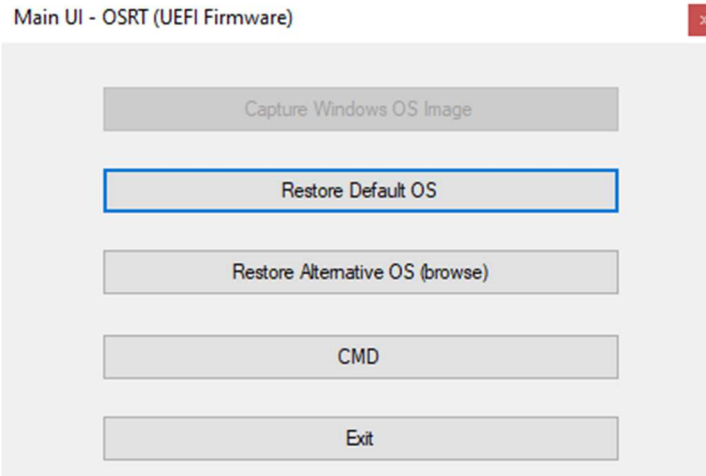 Main UI - OSRT (UEFI Firmware)
x
Capture Windows OS Image
Restore Default OS
Restore Alternative OS (browse)
CMD
Exit